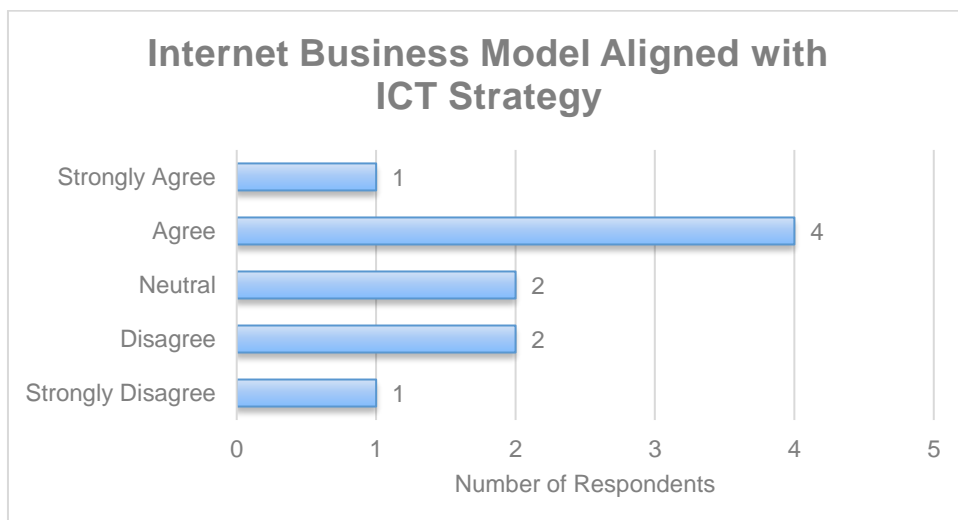 Internet Business Model Aligned with
ICT Strategy
Strongly Agree
1
Agree
4
Neutral
2
Disagree
2
Strongly Disagree
1
0 1 2 3 4 5
Number of Respondents